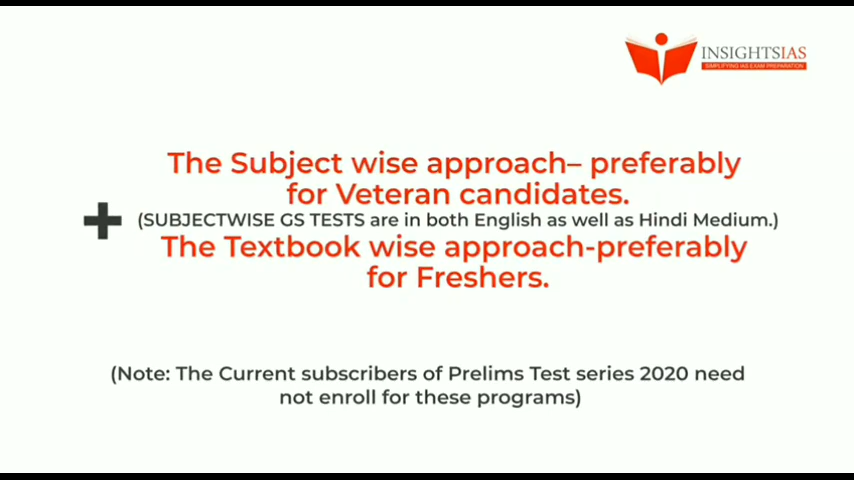 INSIGHTSIAS
SIMPLIFYING IAS EXAM PREPARATION
The Subject wise approach– preferably
for Veteran candidates.
+ (SUBJECTWISE GS TESTS are in both English as well as Hindi Medium.)
The Textbook wise approach-preferably
for Freshers.
(Note: The Current subscribers of Prelims Test series 2020 need
not enroll for these programs)